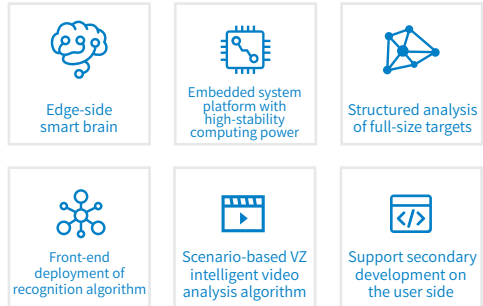 Edge-side
smart brain
Embedded system
platform with
high-stability
computing power
Structured analysis
of full-size targets
Front-end
deployment of
recognition algorithm
Scenario-based VZ
intelligent video
analysis algorithm
Support secondary
development on
the user side